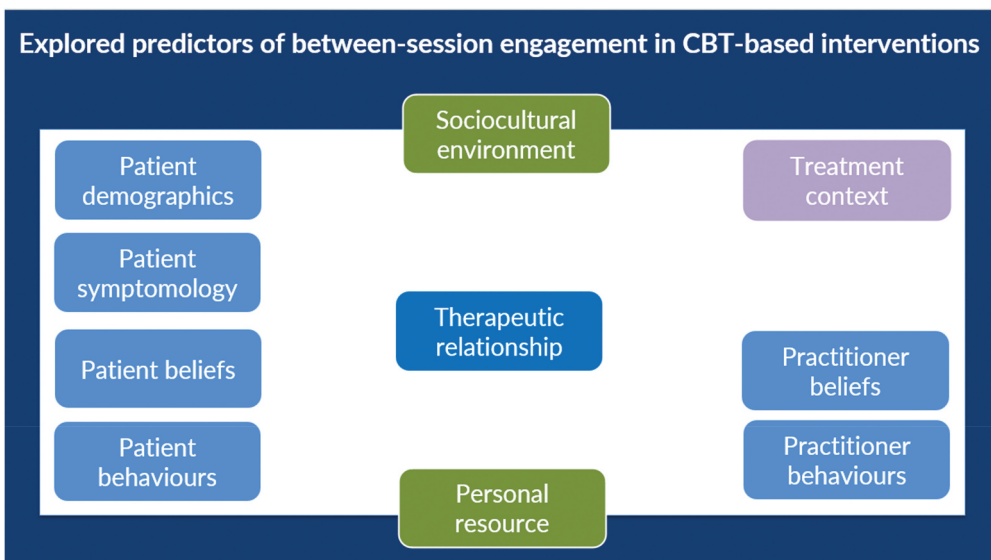 Explored predictors of between-session engagement in CBT-based interventions
Sociocultural
environment
Patient
demographics
Treatment
context
Patient
symptomology
Therapeutic
relationship
Patient beliefs
Practitioner
beliefs
Patient
behaviours
Practitioner
behaviours
Personal
resource